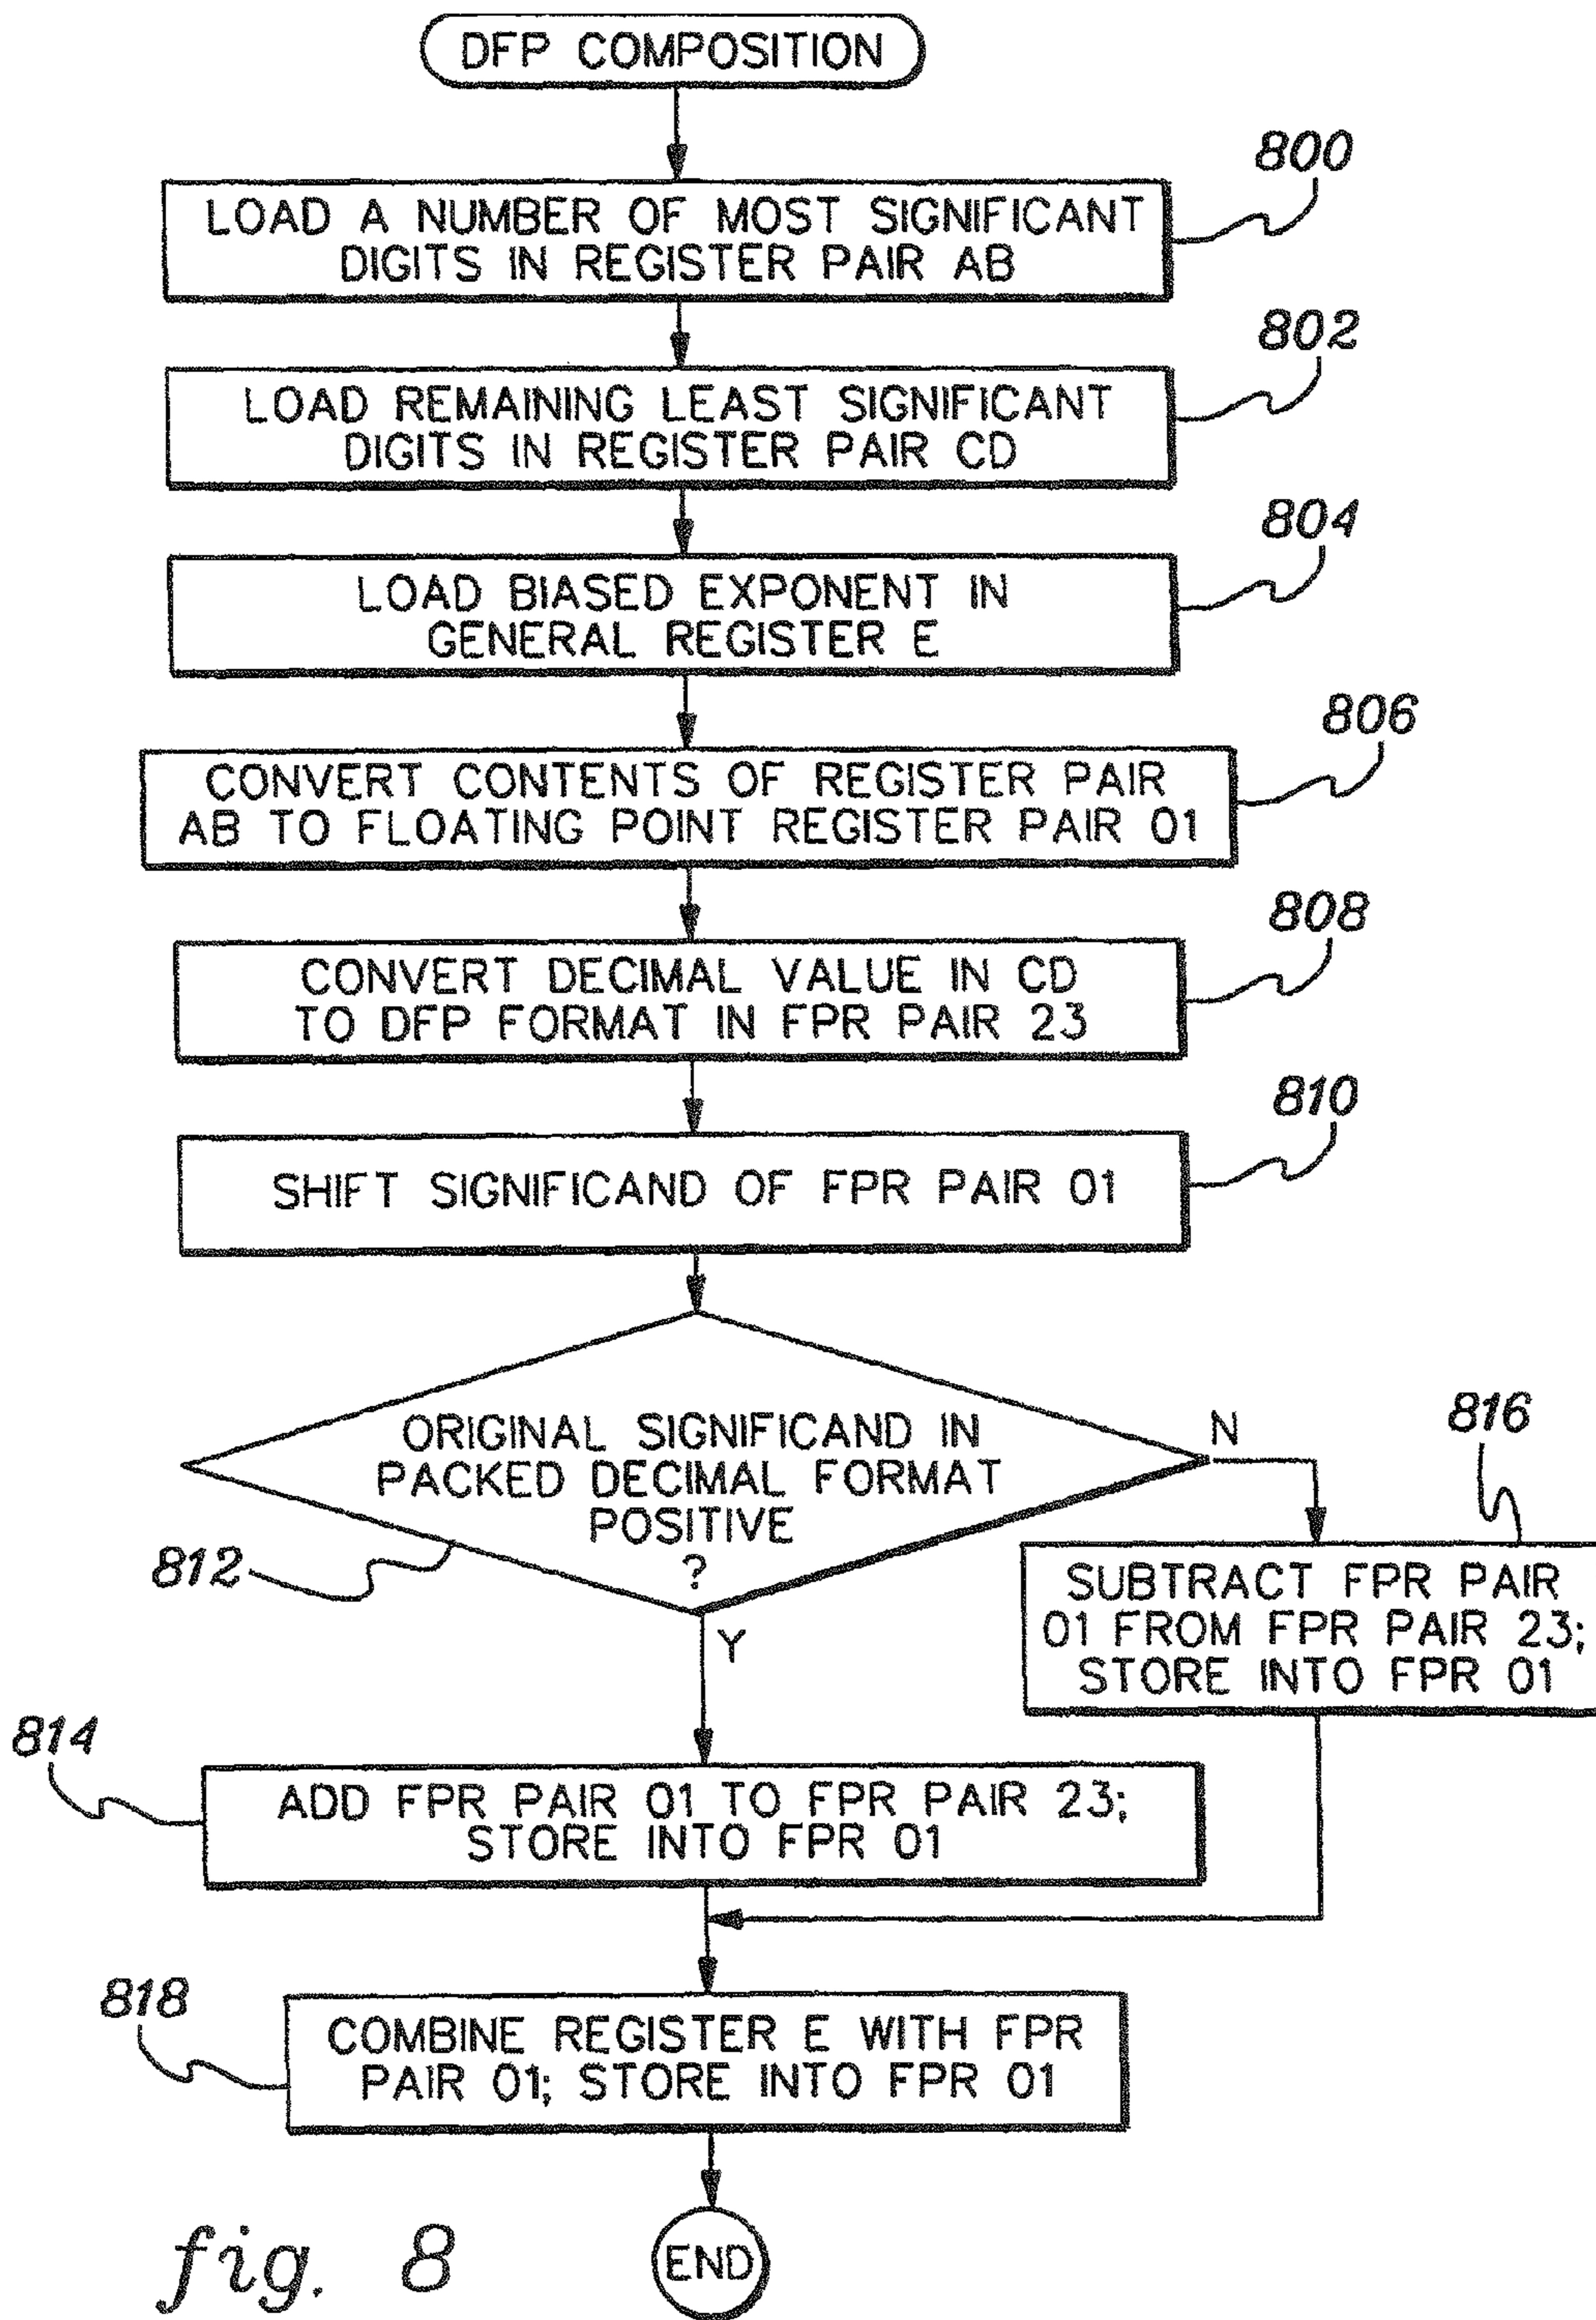 DFP COMPOSITION
800
LOAD A NUMBER OF MOST SIGNIFICANT
DIGITS IN REGISTER PAIR AB
802
LOAD REMAINING LEAST SIGNIFICANT
DIGITS IN REGISTER PAIR CD
804
LOAD BIASED EXPONENT IN
GENERAL REGISTER E
806
CONVERT CONTENTS OF REGISTER PAIR
AB TO FLOATING POINT REGISTER PAIR 01
808
CONVERT DECIMAL VALUE IN CD
TO DFP FORMAT IN FPR PAIR 23
810
SHIFT SIGNIFICAND OF FPR PAIR 01
ORIGINAL SIGNIFICAND IN
PACKED DECIMAL FORMAT
POSITIVE
?
812
N
816
SUBTRACT FPR PAIR
01 FROM FPR PAIR 23;
STORE INTO FPR 01
Y
814
ADD FPR PAIR 01 TO FPR PAIR 23;
STORE INTO FPR 01
818
COMBINE REGISTER E WITH FPR
PAIR 01; STORE INTO FPR 01
END
fig. 8